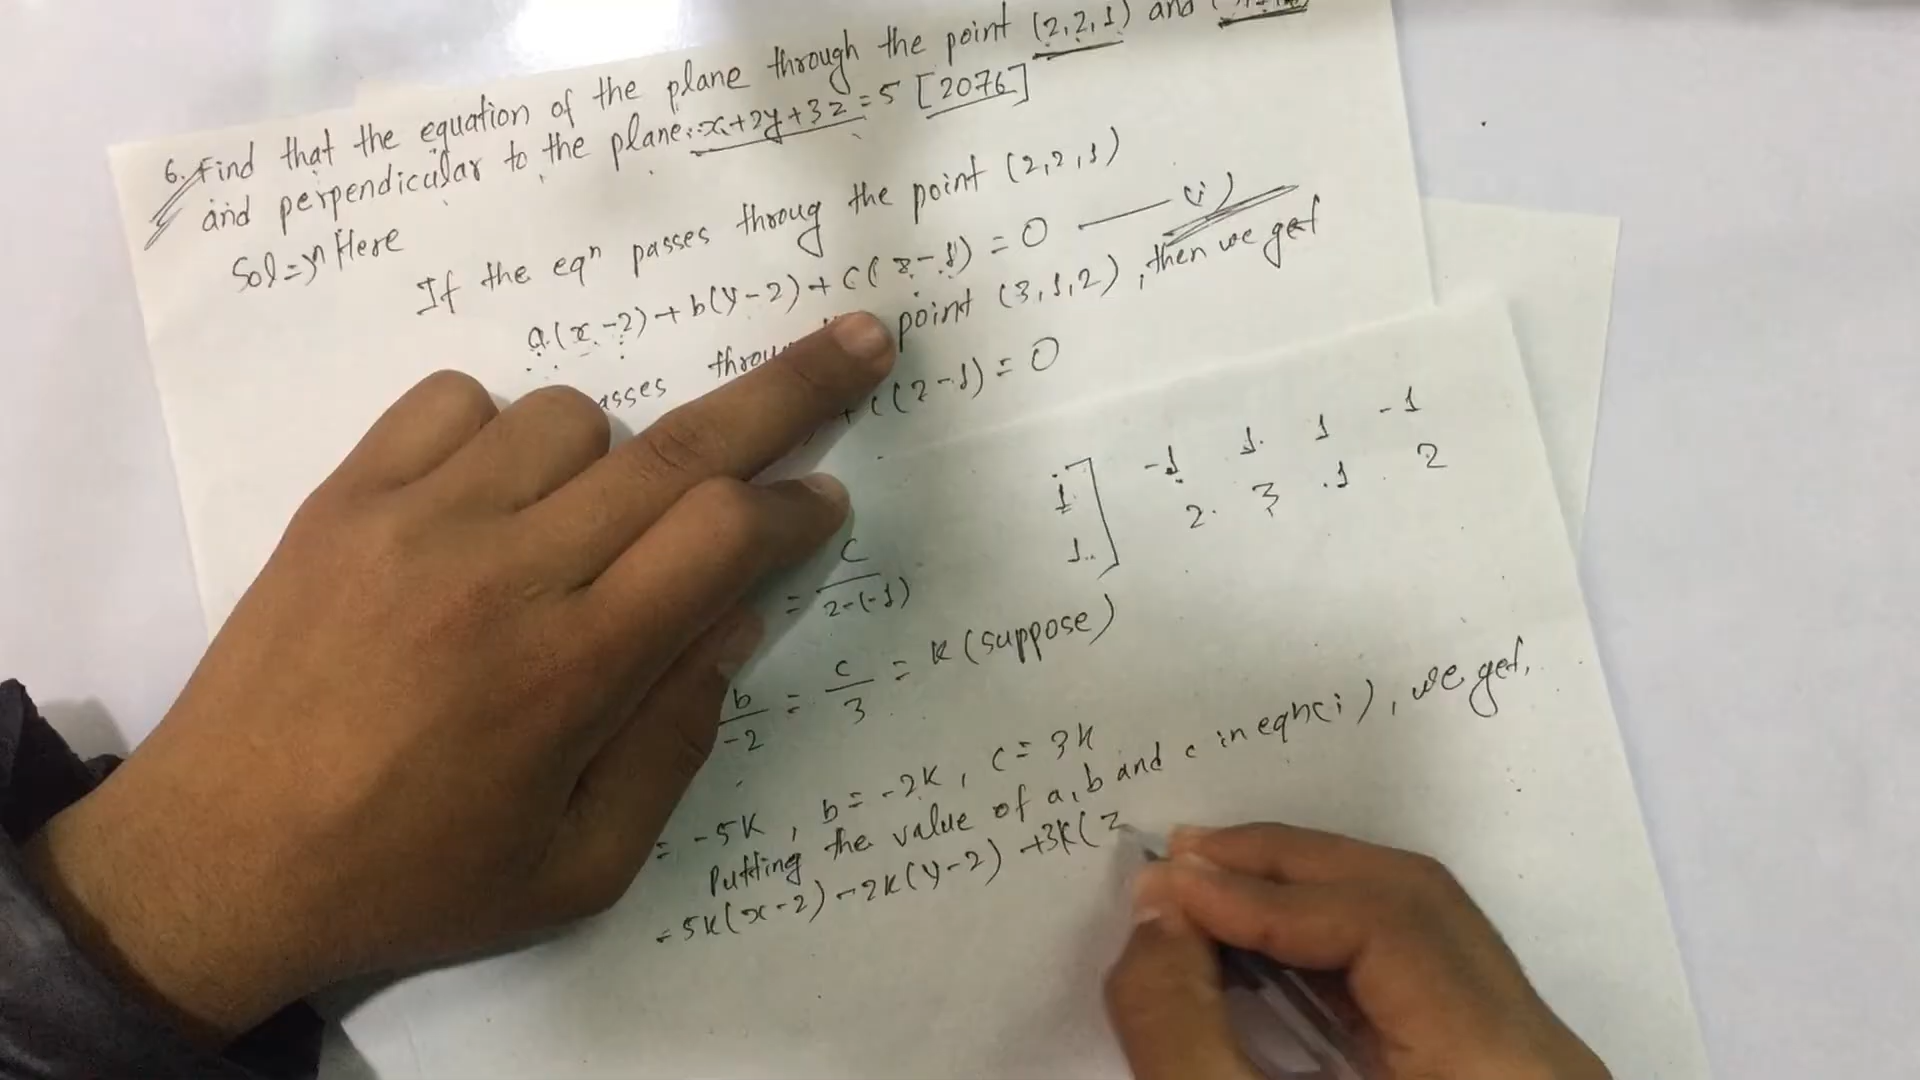 6. Find that the equation of the plane through the point (2,2,1) and
and perpendicular to the plane x+2y+3z=5 [2076]
Sol=>n Here
If the eqn passes throug the point (2,2,1)
a(x-2)+b(y-2)+c(z-1)=0 —— (i)
asses point (3,1,2), then we get
+c(2-1)=0
1 -1 1 1 -1
1 2 3 1 2
= c/2-(-1)
b/-2 = c/3 = k (suppose)
= -5k, b= -2k, c= 3k
Putting the value of a, b and c in eqn(i), we get,
-5k(x-2) -2k(y-2) +3k(z